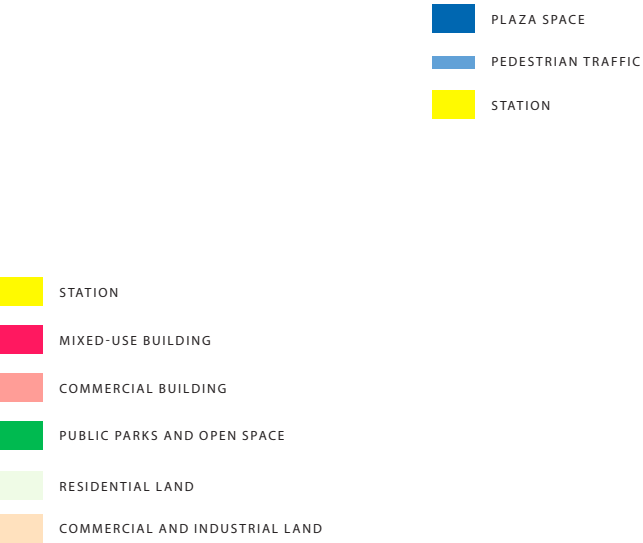 PLAZA SPACE
PEDESTRIAN TRAFFIC
STATION
STATION
MIXED-USE BUILDING
COMMERCIAL BUILDING
PUBLIC PARKS AND OPEN SPACE
RESIDENTIAL LAND
COMMERCIAL AND INDUSTRIAL LAND